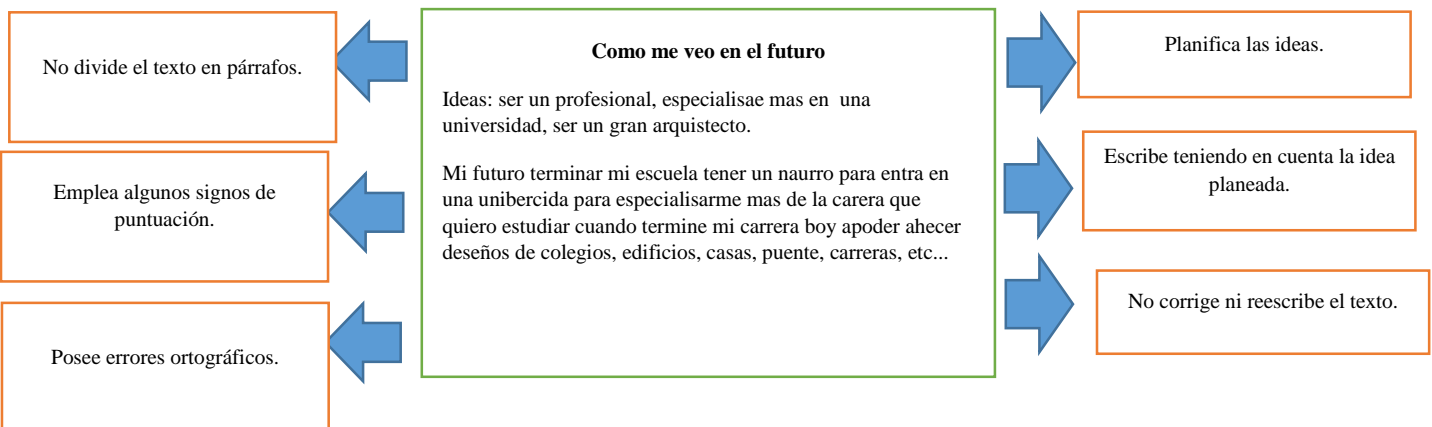 No divide el texto en párrafos.
Emplea algunos signos de
puntuación.
Posee errores ortográficos.
Como me veo en el futuro
Ideas: ser un profesional, especialisae mas en una
universidad, ser un gran arquistecto.
Mi futuro terminar mi escuela tener un naurro para entra en
una unibercida para especialisarme mas de la carera que
quiero estudiar cuando termine mi carrera boy apoder ahecer
deseños de colegios, edificios, casas, puente, carreras, etc...
Planifica las ideas.
Escribe teniendo en cuenta la idea
planeada.
No corrige ni reescribe el texto.